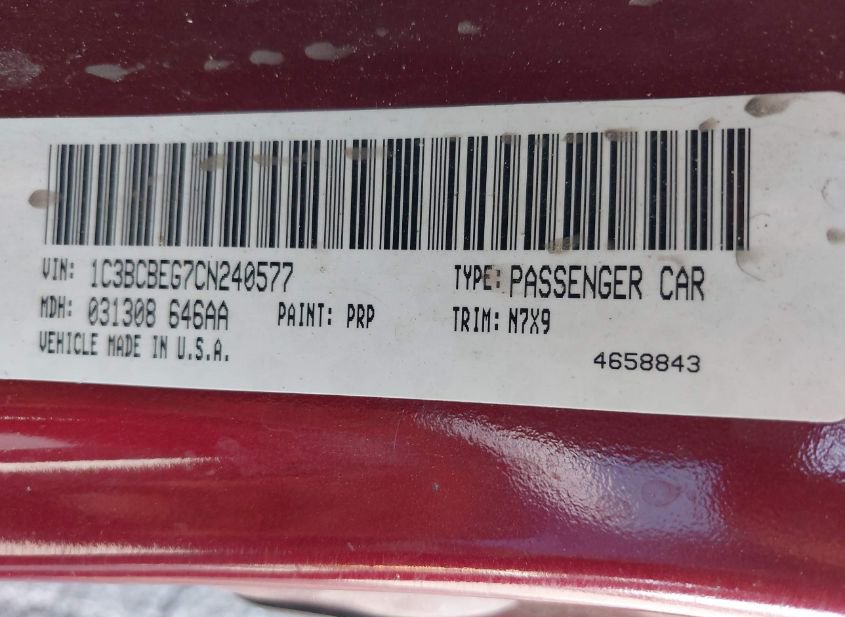 VIN: 1C3BCBEG7CN240577 TYPE: PASSENGER CAR
MDH: 031308 646AA PAINT: PRP TRIM: N7X9
VEHICLE MADE IN U.S.A. 4658843